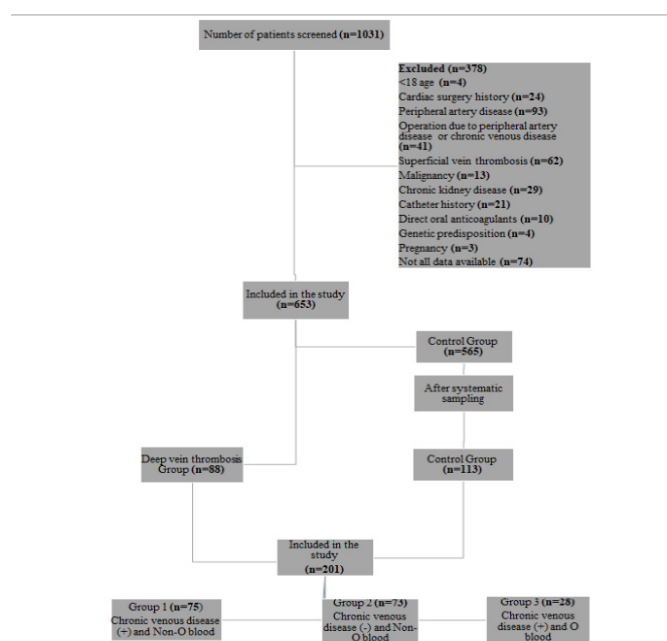 Number of patients screened (n=1031)
Excluded (n=378)
<18 age (n=4)
Cardiac surgery history (n=24)
Peripheral artery disease (n=93)
Operation due to peripheral artery
disease or chronic venous disease
(n=41)
Superficial vein thrombosis (n=62)
Malignancy (n=13)
Chronic kidney disease (n=29)
Catheter history (n=21)
Direct oral anticoagulants (n=10)
Genetic predisposition (n=4)
Pregnancy (n=3)
Not all data available (n=74)
Included in the study
(n=653)
Control Group
(n=565)
After systematic
sampling
Deep vein thrombosis
Group (n=88)
Control Group
(n=113)
Included in the
study
(n=201)
Group 1 (n=75)
Chronic venous disease
(+) and Non-O blood
Group 2 (n=73)
Chronic venous
disease (-) and Non-
O blood
Group 3 (n=28)
Chronic venous
disease (+) and O
blood